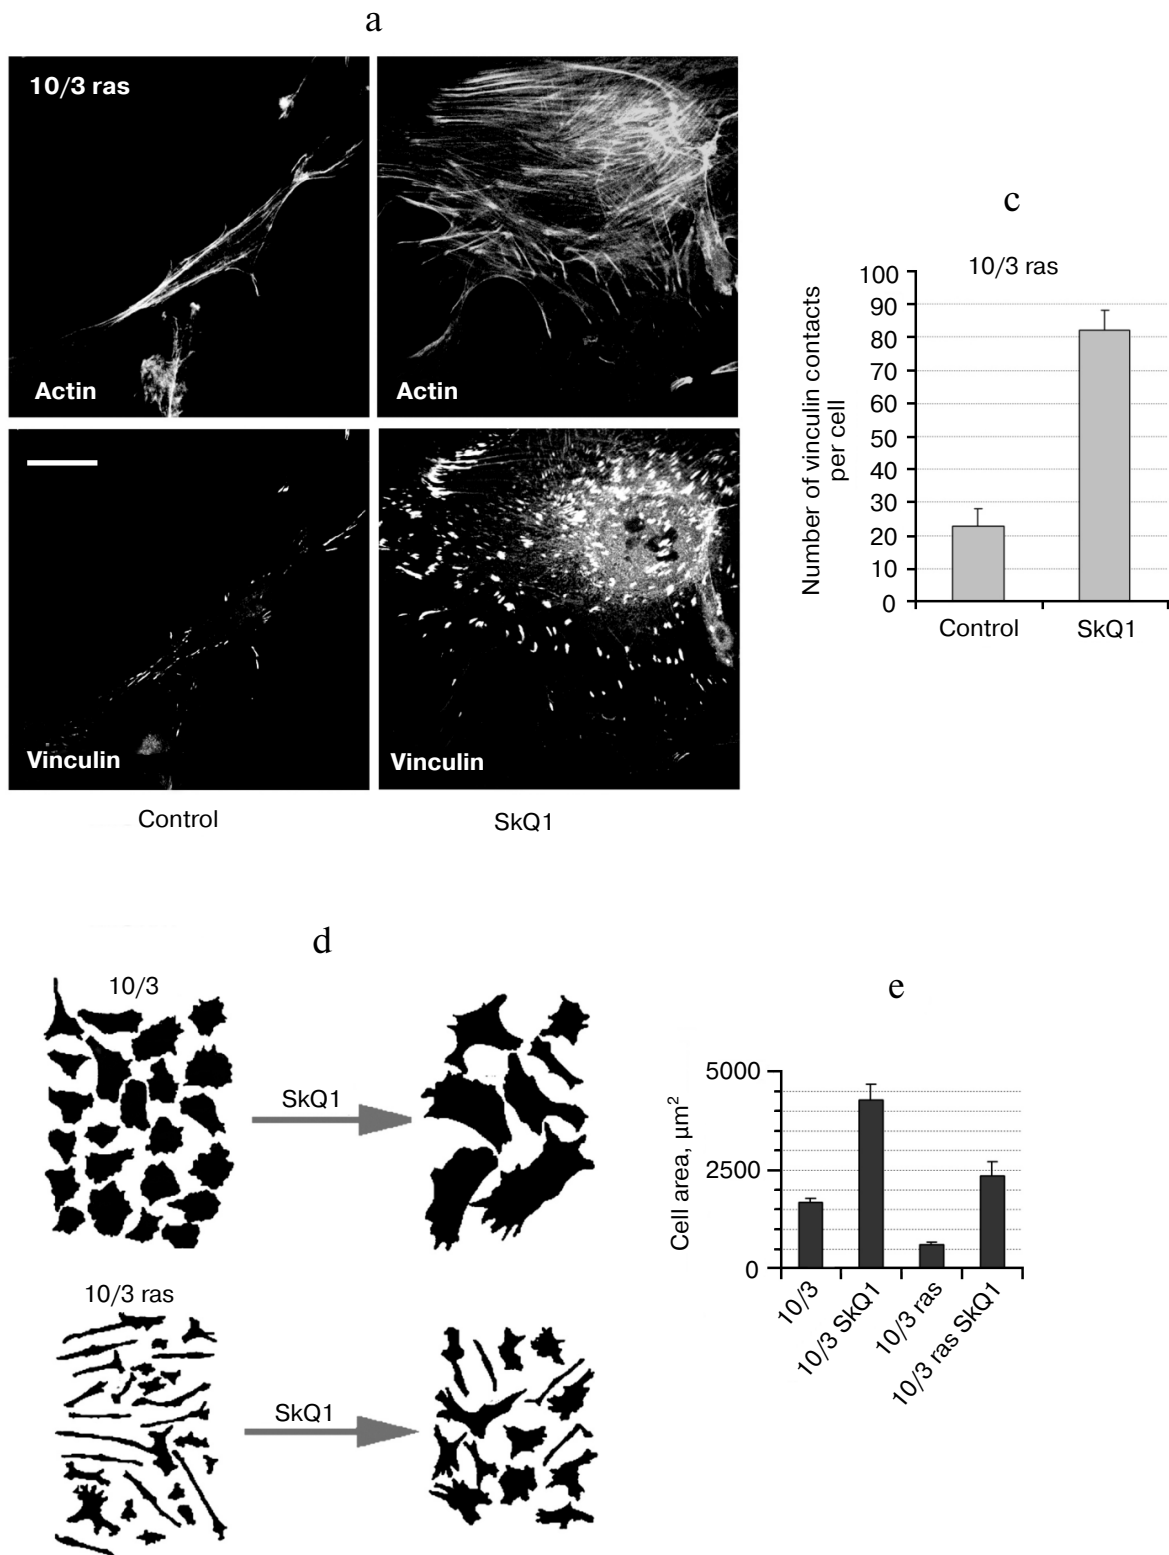 a
10/3 ras
Actin
Actin
Vinculin
Vinculin
Control
SkQ1
c
10/3 ras
Number of vinculin contacts
per cell
100
90
80
70
60
50
40
30
20
10
0
Control
SkQ1
d
10/3
SkQ1
10/3 ras
SkQ1
e
Cell area, µm²
5000
2500
0
10/3
10/3 SkQ1
10/3 ras
10/3 ras SkQ1